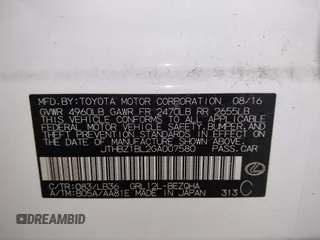 MFD.BY: TOYOTA MOTOR CORPORATION 08/16
GVWR 4960LB GAWR FR 2470LB RR 2655LB
THIS VEHICLE CONFORMS TO ALL APPLICABLE
FEDERAL MOTOR VEHICLE SAFETY, BUMPER, AND
THEFT PREVENTION STANDARDS IN EFFECT ON
THE DATE OF MANUFACTURE SHOWN ABOVE.
JTHBZ1BL2GA007580 PASS.CAR
C/TR: 083/LB36 GRL12L-BEZQHA
A/TM: B05A/AA81E MADE IN JAPAN 313 C
DREAMBID